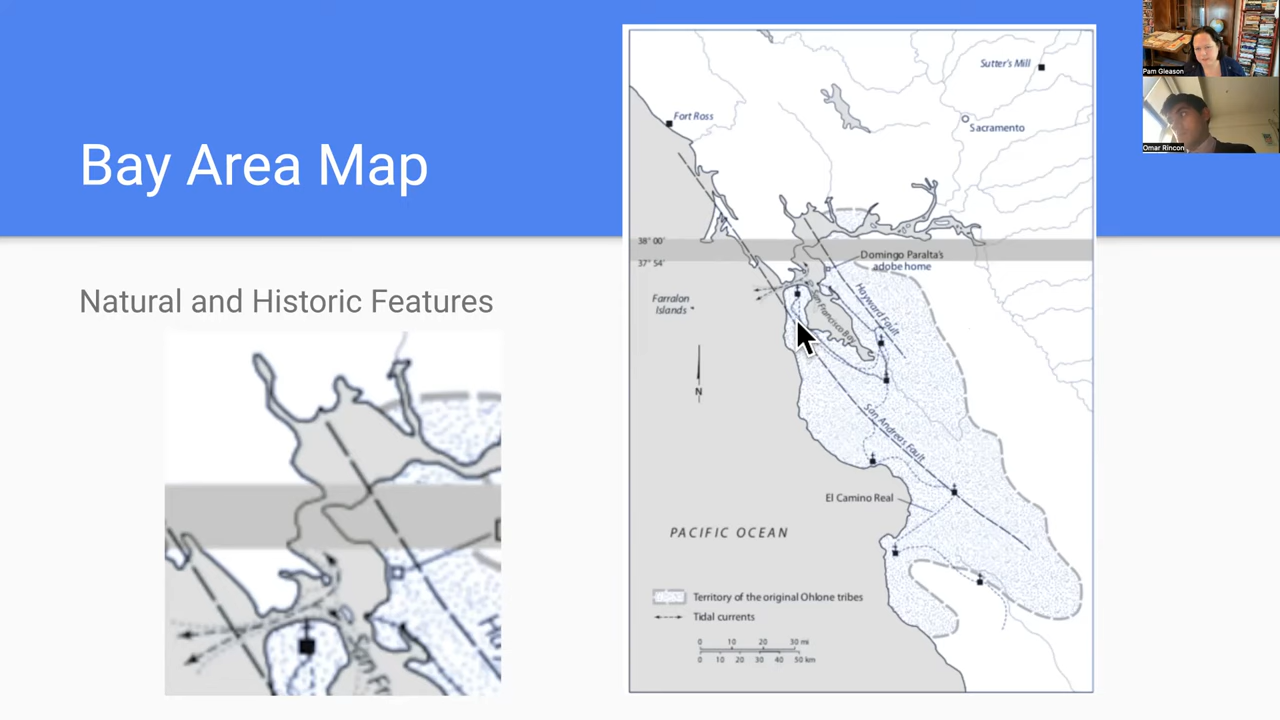 Bay Area Map
Natural and Historic Features
San Fr
Ha
Sutter's Mill
Fort Ross
Sacramento
38° 00'
37° 54'
Domingo Paralta's
adobe home
Farralon
Islands
Hayward Fault
San Francisco Bay
N
San Andreas Fault
El Camino Real
PACIFIC OCEAN
Territory of the original Ohlone tribes
Tidal currents
0 10 20 30 mi
0 10 20 30 40 50 km
Pam Gleason
Omar Rincon